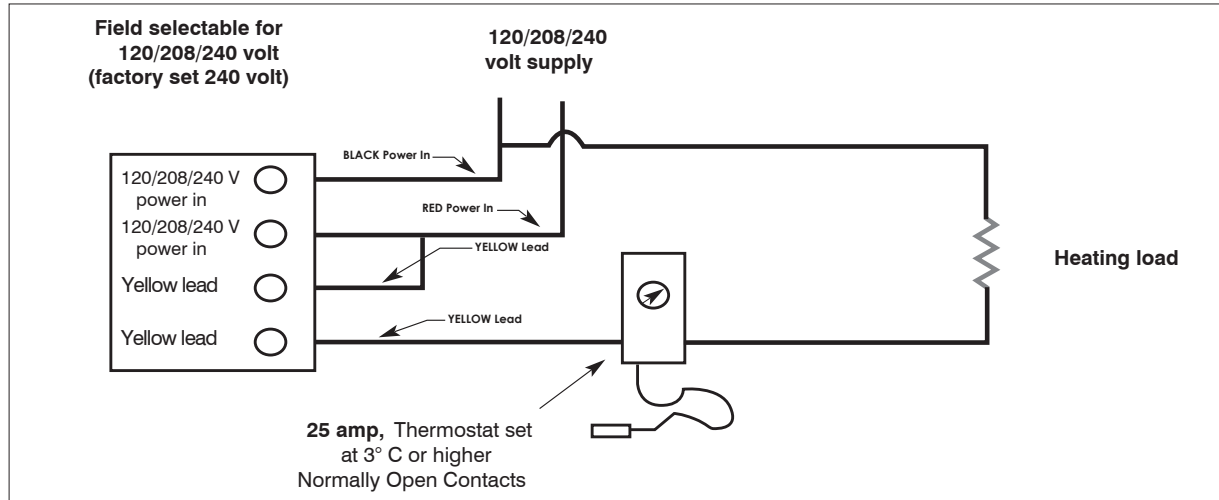 Field selectable for
120/208/240 volt
(factory set 240 volt)
120/208/240
volt supply
BLACK Power In
120/208/240 V
power in
RED Power In
120/208/240 V
power in
YELLOW Lead
Yellow lead
YELLOW Lead
Yellow lead
Heating load
25 amp, Thermostat set
at 3° C or higher
Normally Open Contacts